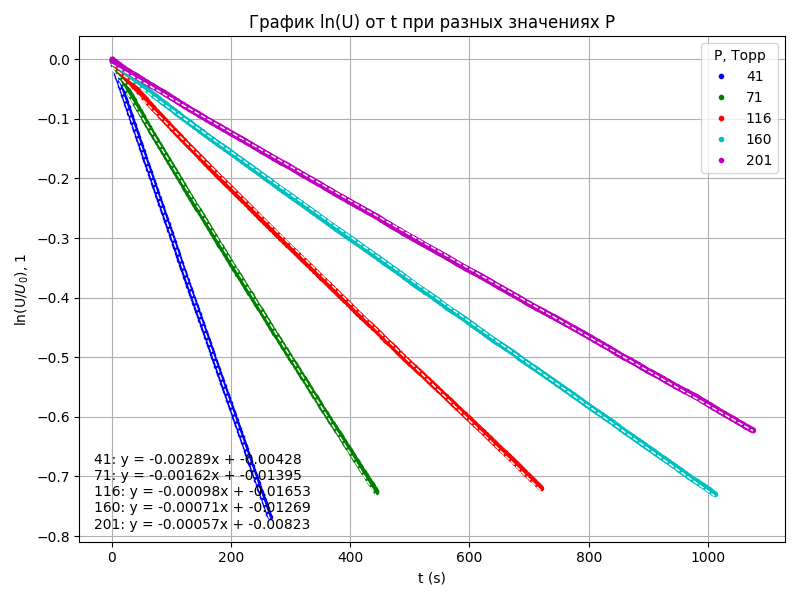 График ln(U) от t при разных значениях P
P, Торр
41
71
116
160
201
0.0
−0.1
−0.2
−0.3
−0.4
−0.5
−0.6
−0.7
−0.8
ln(U/U₀), 1
41: y = -0.00289x + -0.00428
71: y = -0.00162x + -0.01395
116: y = -0.00098x + -0.01653
160: y = -0.00071x + -0.01269
201: y = -0.00057x + -0.00823
0 200 400 600 800 1000
t (s)